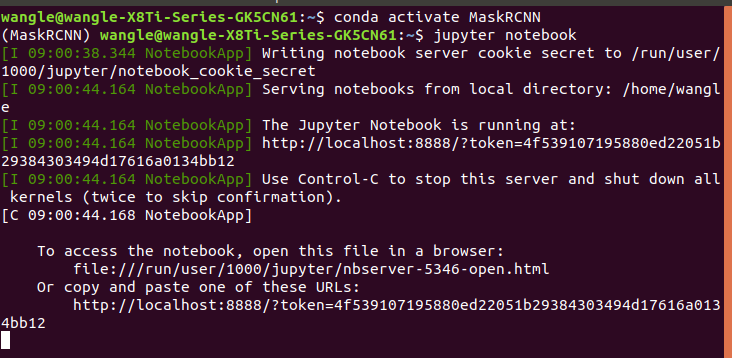 wangle@wangle-X8Ti-Series-GK5CN61:~$ conda activate MaskRCNN
(MaskRCNN) wangle@wangle-X8Ti-Series-GK5CN61:~$ jupyter notebook
[I 09:00:38.344 NotebookApp] Writing notebook server cookie secret to /run/user/
1000/jupyter/notebook_cookie_secret
[I 09:00:44.164 NotebookApp] Serving notebooks from local directory: /home/wangl
e
[I 09:00:44.164 NotebookApp] The Jupyter Notebook is running at:
[I 09:00:44.164 NotebookApp] http://localhost:8888/?token=4f539107195880ed22051b
29384303494d17616a0134bb12
[I 09:00:44.164 NotebookApp] Use Control-C to stop this server and shut down all
 kernels (twice to skip confirmation).
[C 09:00:44.168 NotebookApp]
    To access the notebook, open this file in a browser:
        file:///run/user/1000/jupyter/nbserver-5346-open.html
    Or copy and paste one of these URLs:
        http://localhost:8888/?token=4f539107195880ed22051b29384303494d17616a013
4bb12